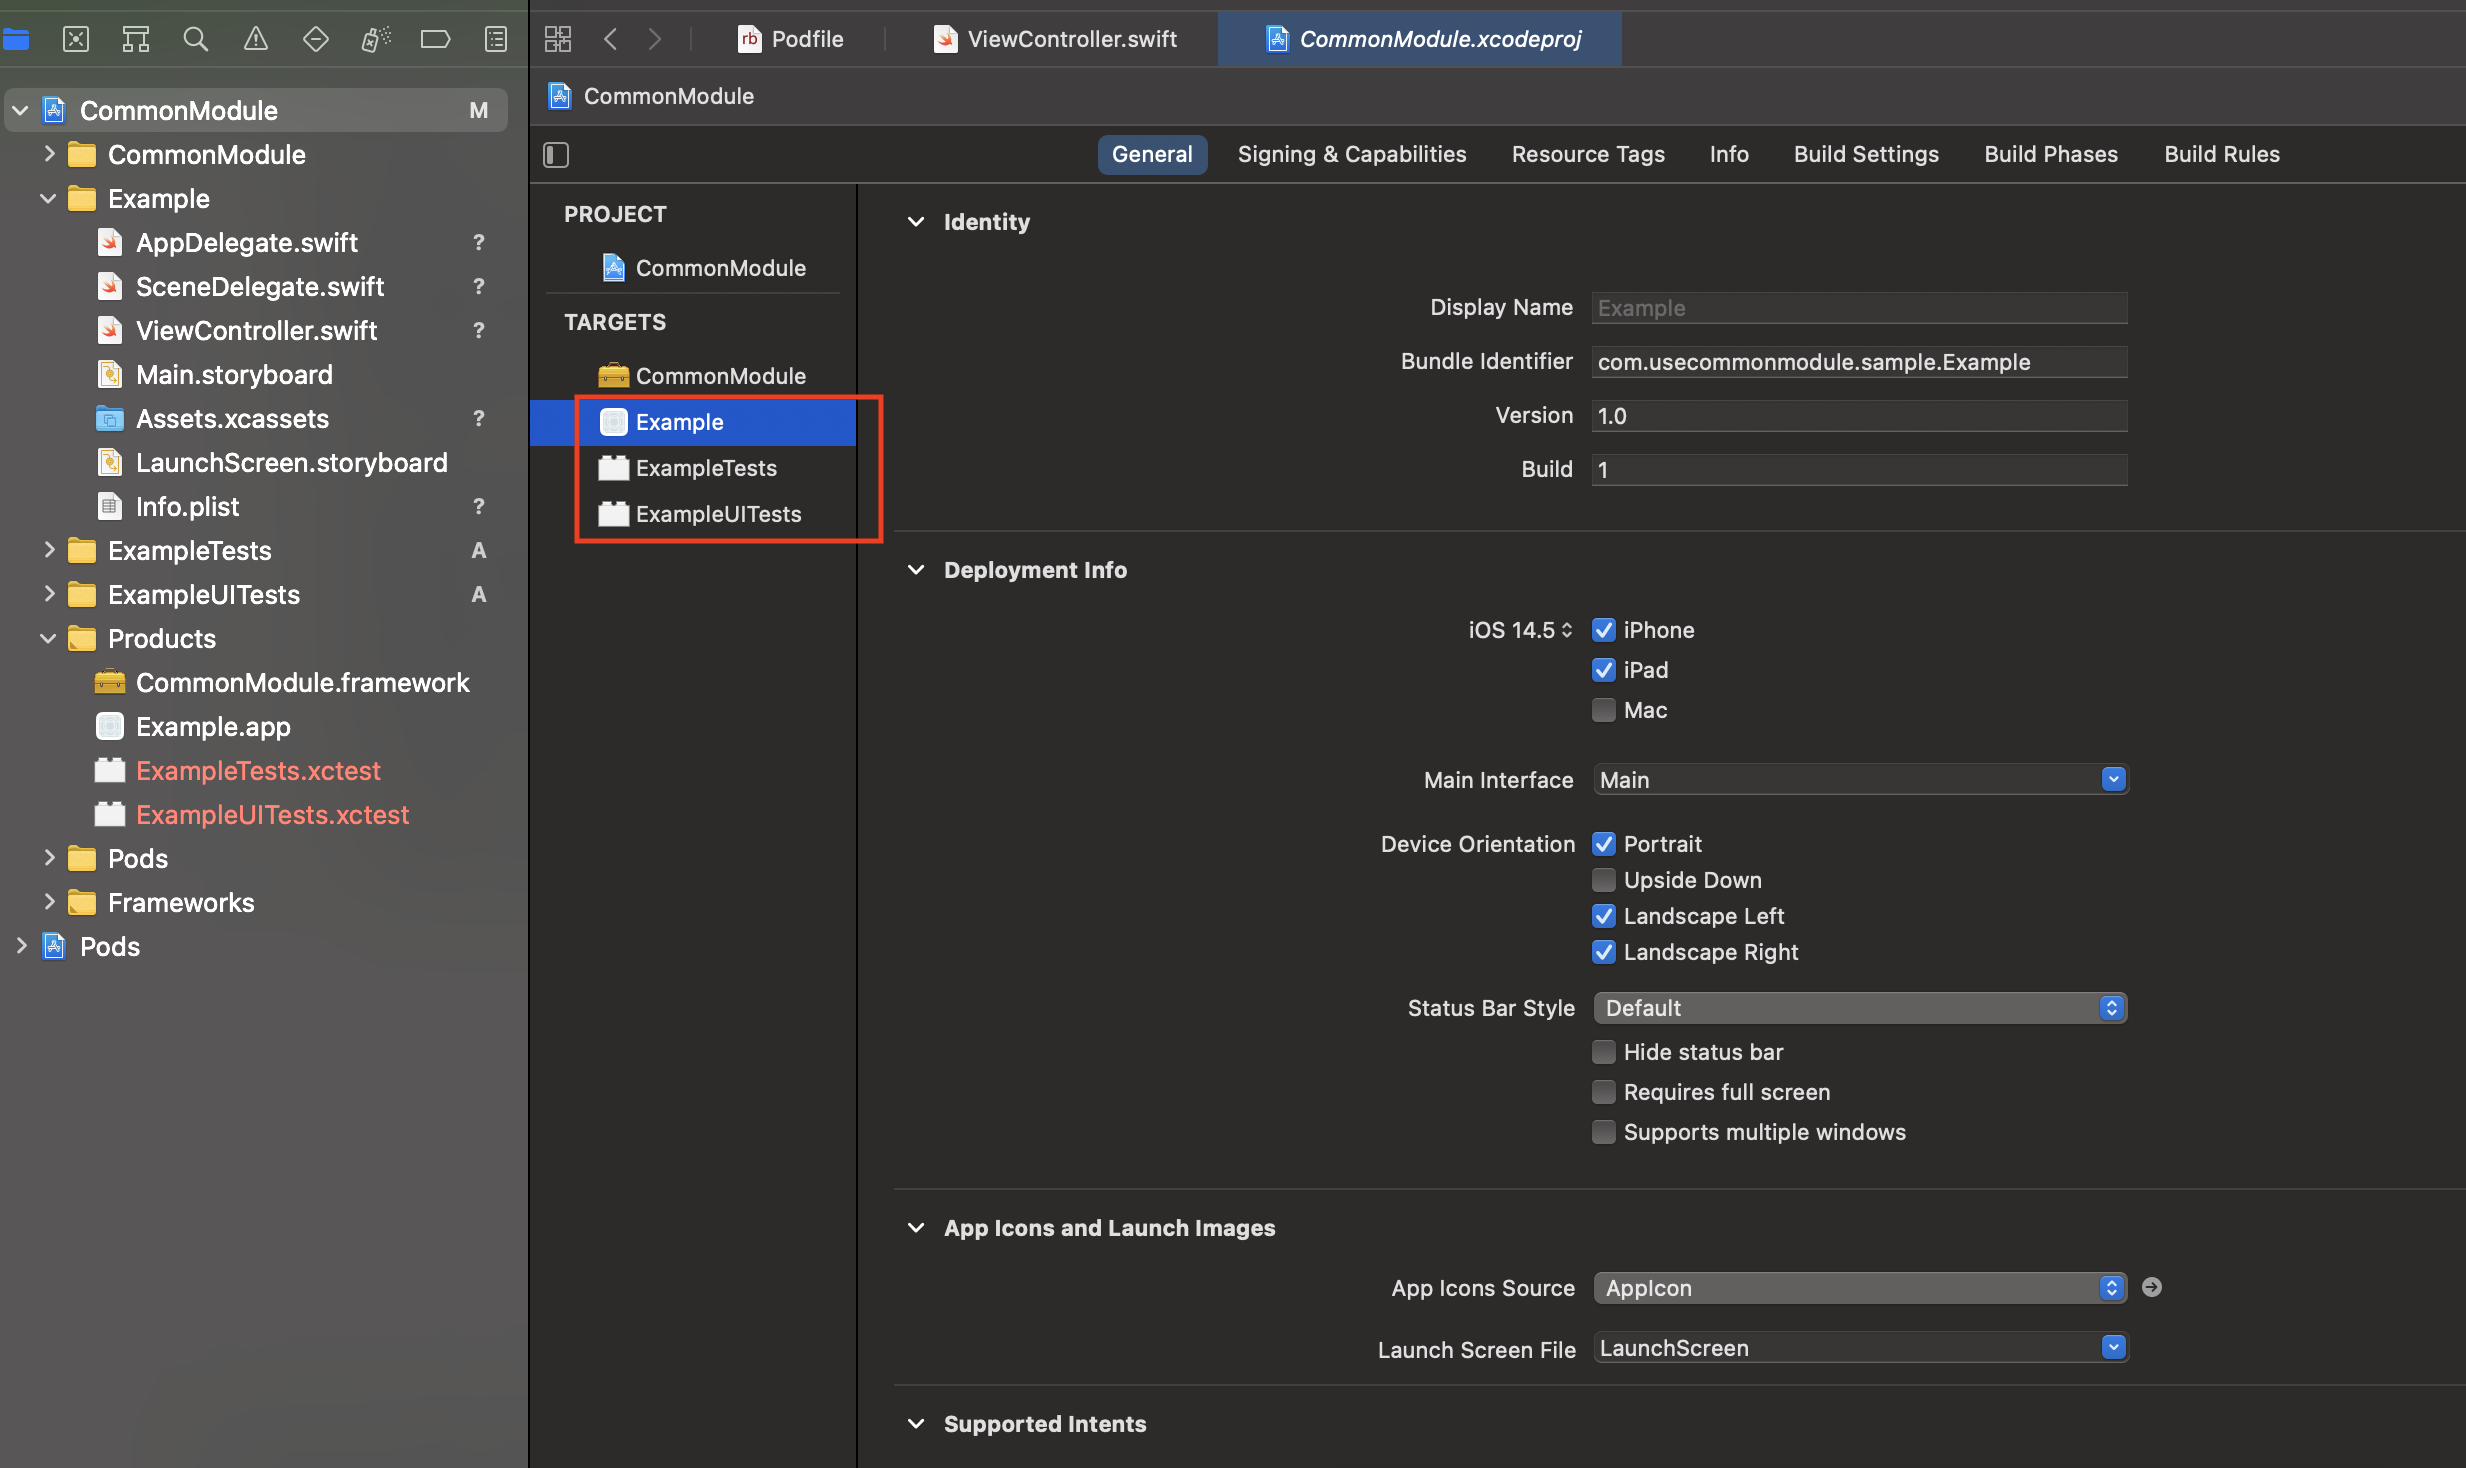 CommonModule M
CommonModule
Example
AppDelegate.swift ?
SceneDelegate.swift ?
ViewController.swift ?
Main.storyboard
Assets.xcassets ?
LaunchScreen.storyboard
Info.plist ?
ExampleTests A
ExampleUITests A
Products
CommonModule.framework
Example.app
ExampleTests.xctest
ExampleUITests.xctest
Pods
Frameworks
Pods
rb Podfile
ViewController.swift
CommonModule.xcodeproj
CommonModule
General Signing & Capabilities Resource Tags Info Build Settings Build Phases Build Rules
PROJECT
CommonModule
TARGETS
CommonModule
Example
ExampleTests
ExampleUITests
Identity
Display Name Example
Bundle Identifier com.usecommonmodule.sample.Example
Version 1.0
Build 1
Deployment Info
iOS 14.5 iPhone
iPad
Mac
Main Interface Main
Device Orientation Portrait
Upside Down
Landscape Left
Landscape Right
Status Bar Style Default
Hide status bar
Requires full screen
Supports multiple windows
App Icons and Launch Images
App Icons Source AppIcon
Launch Screen File LaunchScreen
Supported Intents